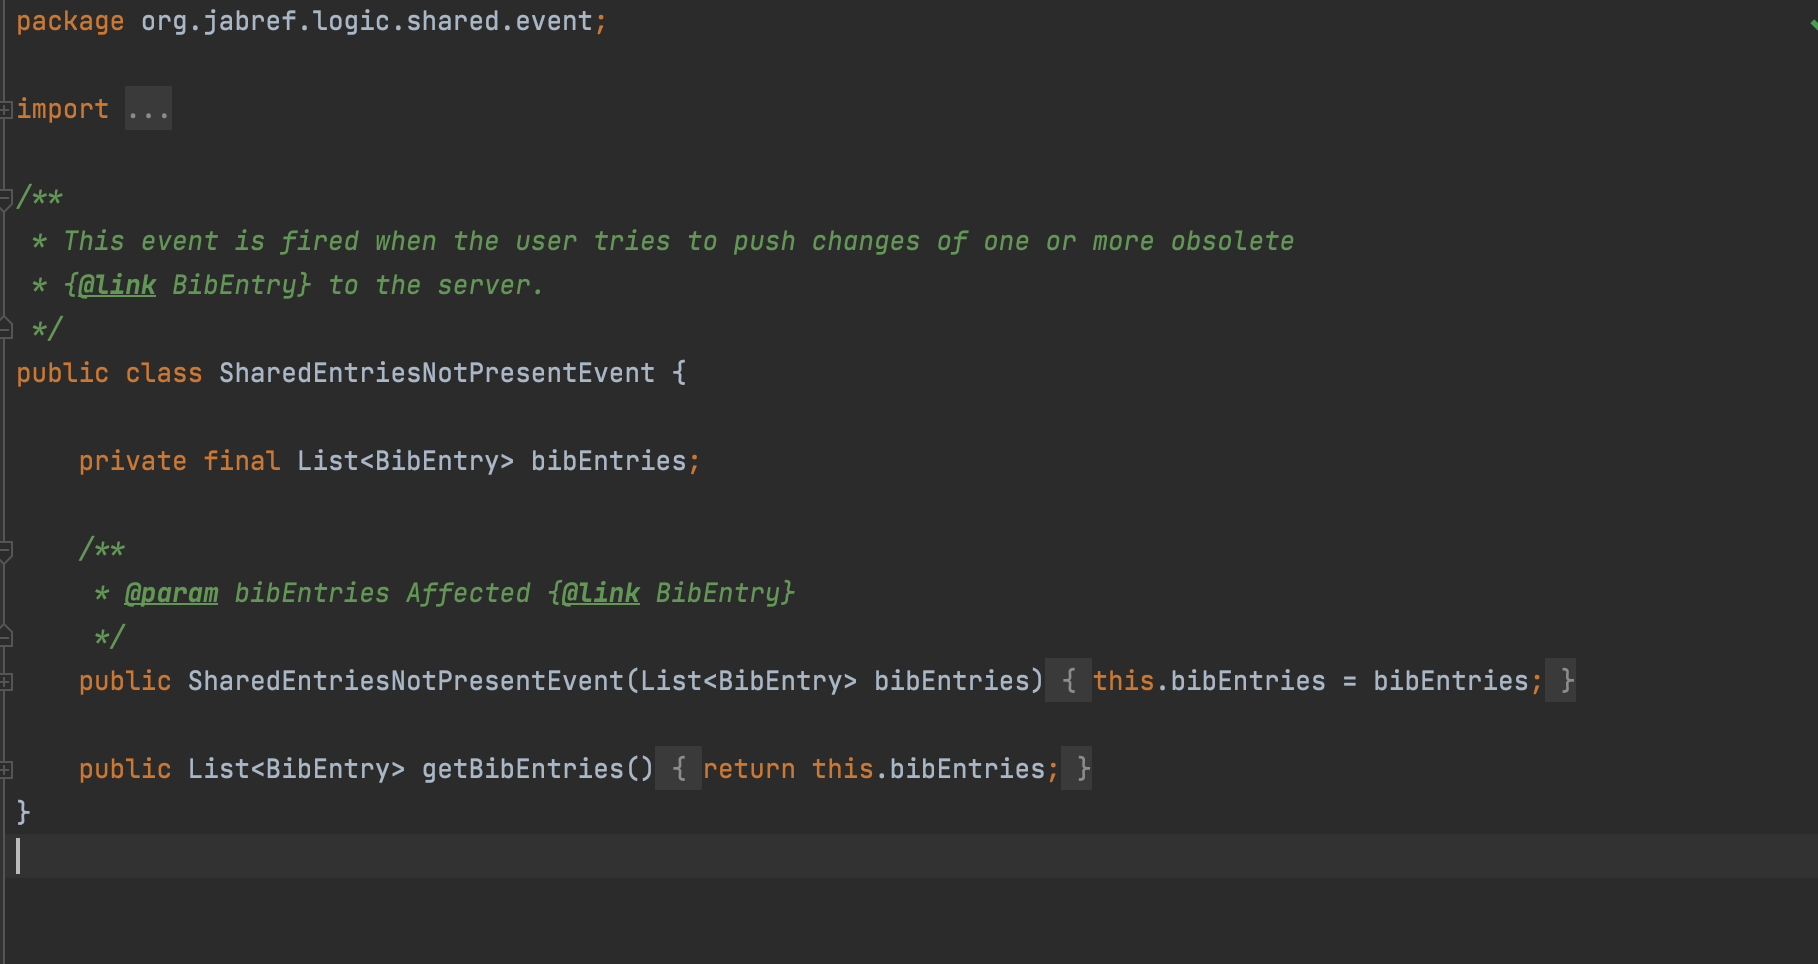 package org.jabref.logic.shared.event;
import ...
/**
 * This event is fired when the user tries to push changes of one or more obsolete
 * {@link BibEntry} to the server.
 */
public class SharedEntriesNotPresentEvent {
    private final List<BibEntry> bibEntries;
    /**
     * @param bibEntries Affected {@link BibEntry}
     */
    public SharedEntriesNotPresentEvent(List<BibEntry> bibEntries) { this.bibEntries = bibEntries; }
    public List<BibEntry> getBibEntries() { return this.bibEntries; }
}